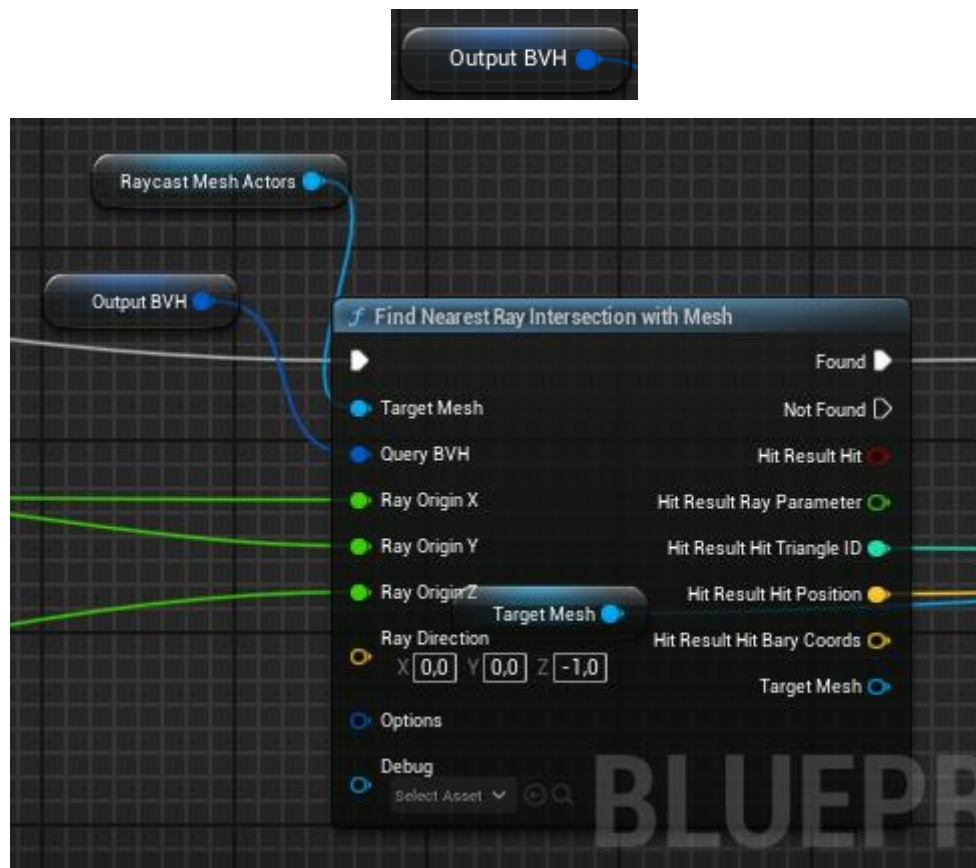 Output BVH
Raycast Mesh Actors
Output BVH
f Find Nearest Ray Intersection with Mesh
Found
Target Mesh
Not Found
Query BVH
Hit Result Hit
Ray Origin X
Hit Result Ray Parameter
Ray Origin Y
Hit Result Hit Triangle ID
Ray Origin Z
Hit Result Hit Position
Target Mesh
Ray Direction
Hit Result Hit Bary Coords
X 0,0 Y 0,0 Z -1,0
Target Mesh
Options
Debug
Select Asset
BLUEPR